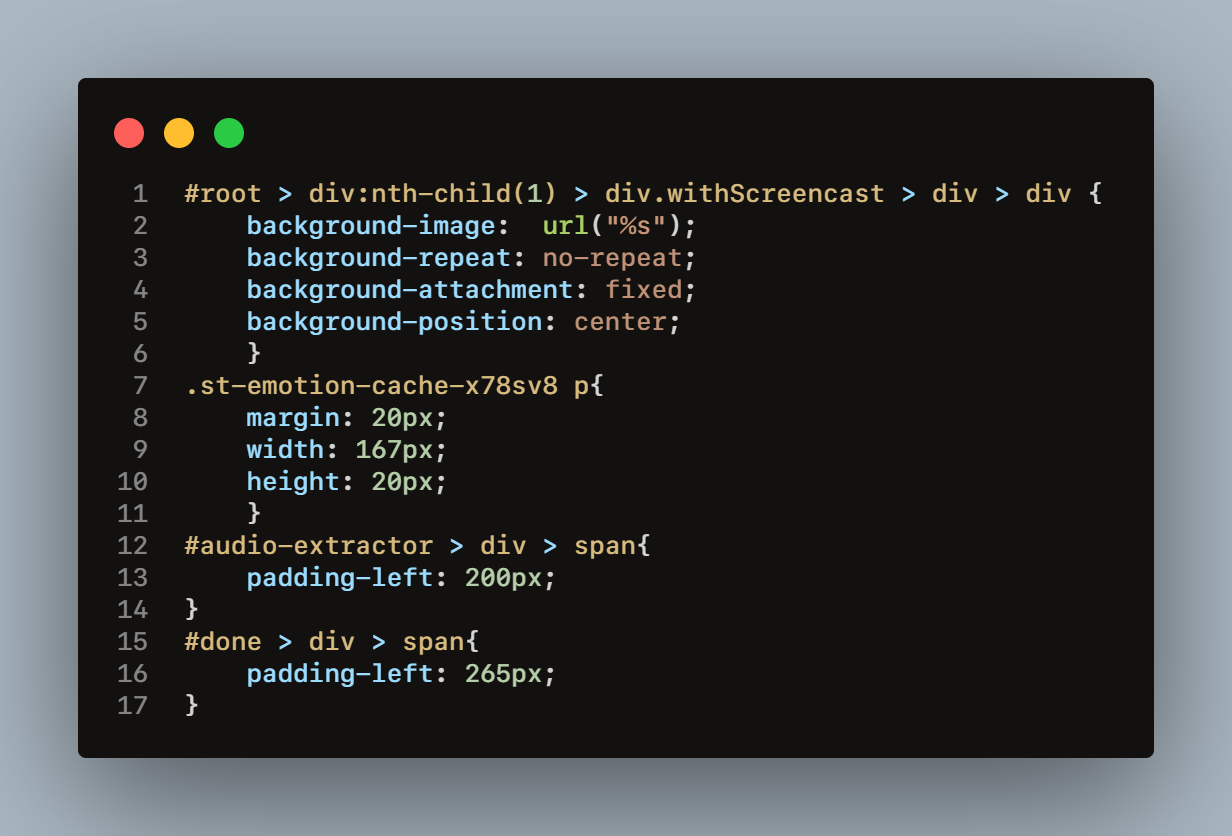 1 #root > div:nth-child(1) > div.withScreencast > div > div {
2     background-image:  url("%s");
3     background-repeat: no-repeat;
4     background-attachment: fixed;
5     background-position: center;
6     }
7 .st-emotion-cache-x78sv8 p{
8     margin: 20px;
9     width: 167px;
10     height: 20px;
11     }
12 #audio-extractor > div > span{
13     padding-left: 200px;
14 }
15 #done > div > span{
16     padding-left: 265px;
17 }